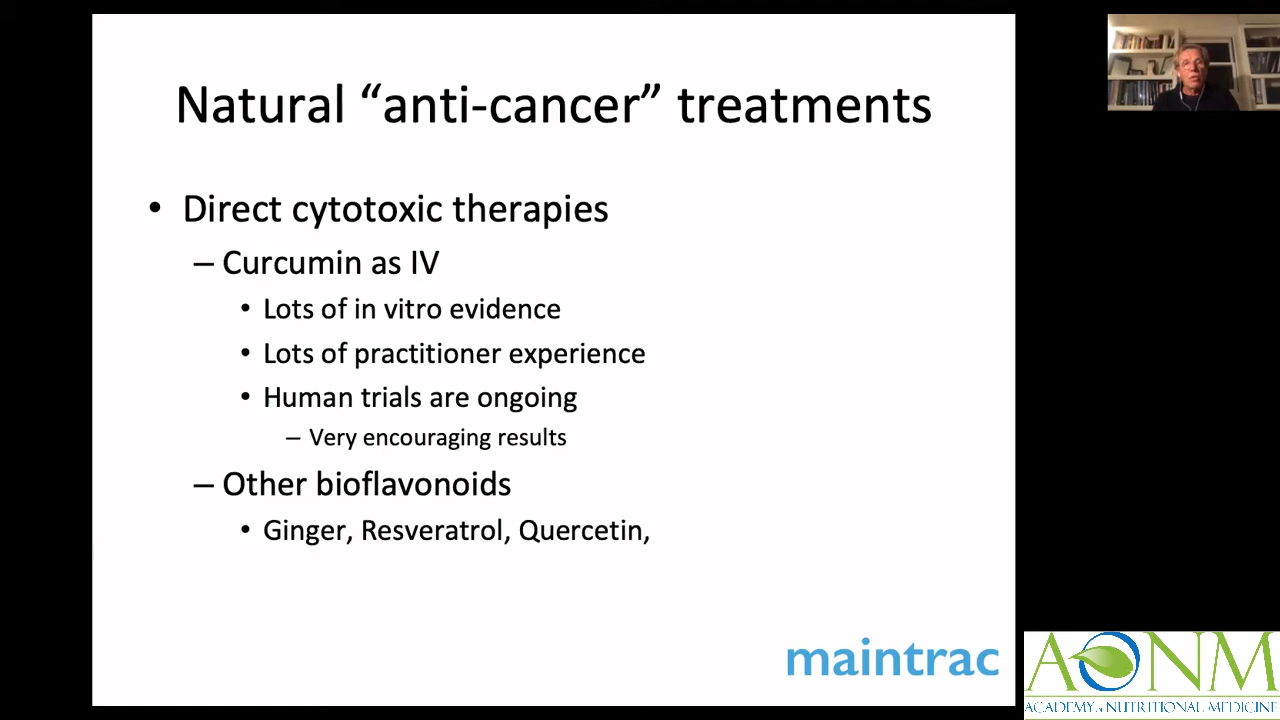 Natural “anti-cancer” treatments
• Direct cytotoxic therapies
– Curcumin as IV
• Lots of in vitro evidence
• Lots of practitioner experience
• Human trials are ongoing
– Very encouraging results
– Other bioflavonoids
• Ginger, Resveratrol, Quercetin,
maintrac
AONM
ACADEMY of NUTRITIONAL MEDICINE